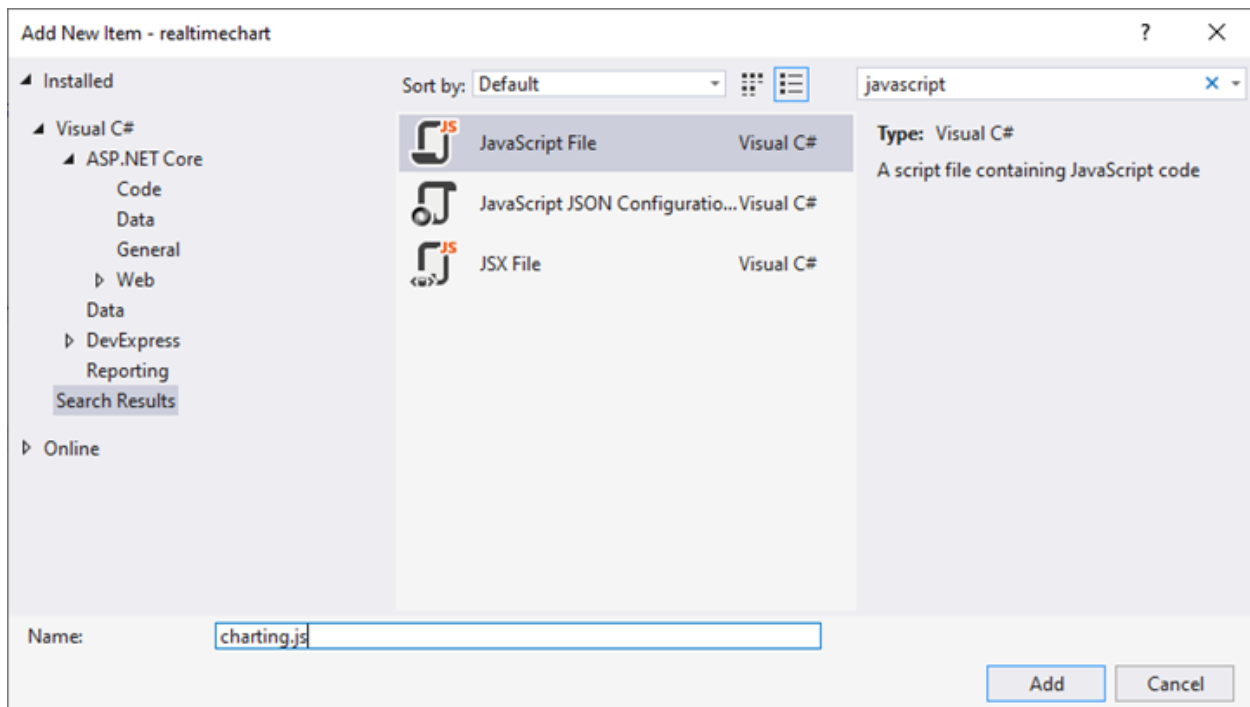 Add New Item - realtimechart ? ×
Installed
Visual C#
ASP.NET Core
Code
Data
General
Web
Data
DevExpress
Reporting
Search Results
Online
Sort by: Default
JS JavaScript File Visual C#
JavaScript JSON Configuratio... Visual C#
JS JSX File Visual C#
javascript
Type: Visual C#
A script file containing JavaScript code
Name: charting.js
Add Cancel